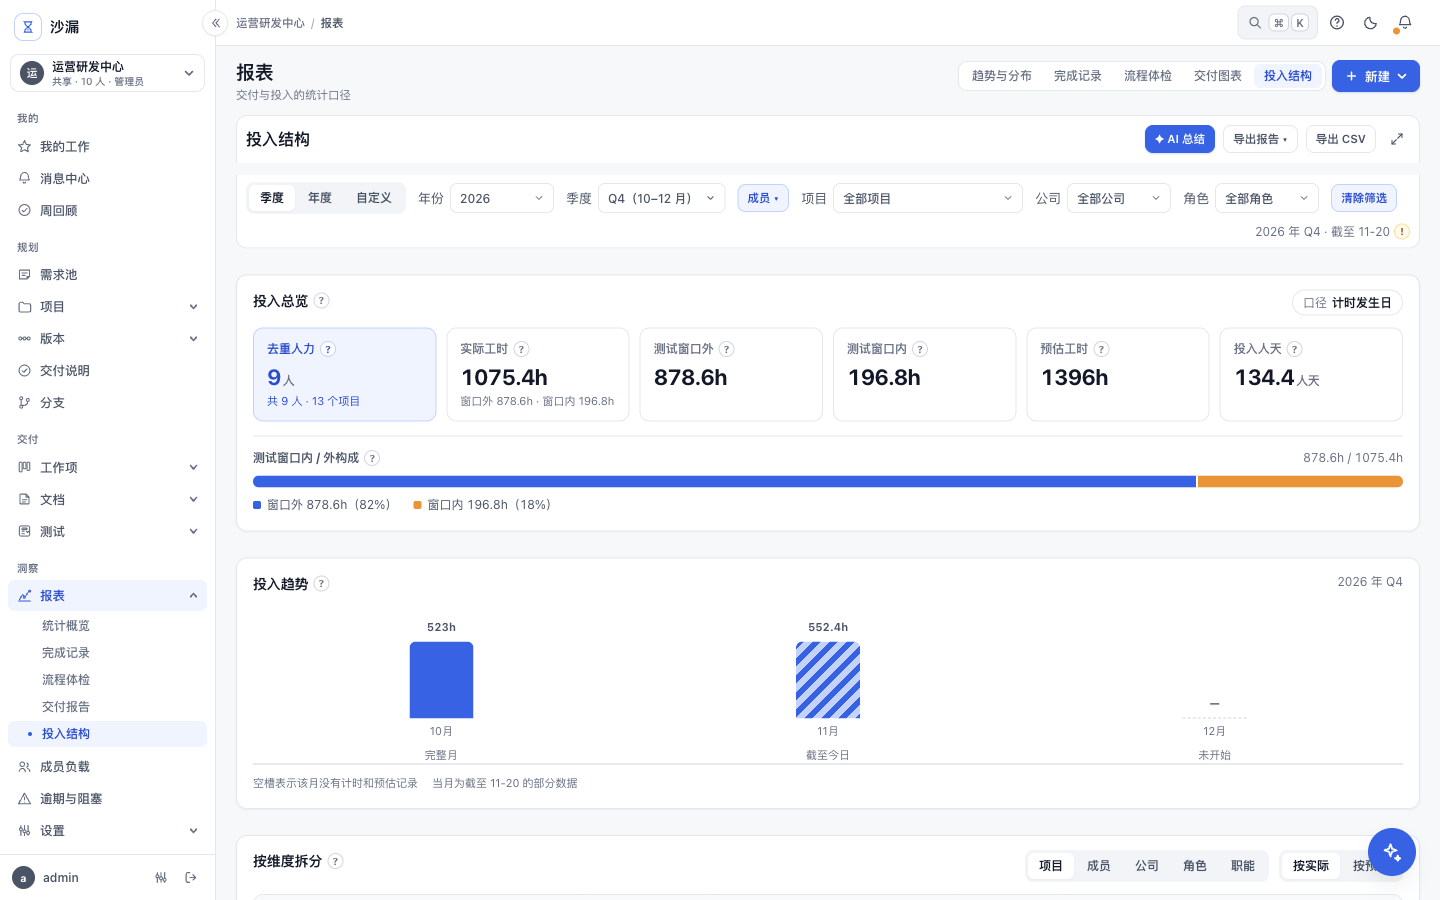 沙漏
运
运营研发中心
共享 · 10 人 · 管理员
我的
我的工作
消息中心
周回顾
规划
需求池
项目
版本
交付说明
分支
交付
工作项
文档
测试
洞察
报表
统计概览
完成记录
流程体检
交付报告
投入结构
成员负载
逾期与阻塞
设置
a admin
运营研发中心 / 报表
⌘ K
报表
交付与投入的统计口径
趋势与分布 完成记录 流程体检 交付图表 投入结构
+ 新建
投入结构
AI 总结 导出报告 导出 CSV
季度 年度 自定义 年份 2026 季度 Q4（10–12 月） 成员 项目 全部项目 公司 全部公司 角色 全部角色 清除筛选
2026 年 Q4 · 截至 11-20 !
投入总览 ?
口径 计时发生日
去重人力 ?
9人
共 9 人 · 13 个项目
实际工时 ?
1075.4h
窗口外 878.6h · 窗口内 196.8h
测试窗口外 ?
878.6h
测试窗口内 ?
196.8h
预估工时 ?
1396h
投入人天 ?
134.4人天
测试窗口内 / 外构成 ?
878.6h / 1075.4h
窗口外 878.6h（82%） 窗口内 196.8h（18%）
投入趋势 ?
2026 年 Q4
523h 552.4h —
10月 11月 12月
完整月 截至今日 未开始
空槽表示该月没有计时和预估记录 当月为截至 11-20 的部分数据
按维度拆分 ?
项目 成员 公司 角色 职能 按实际 按